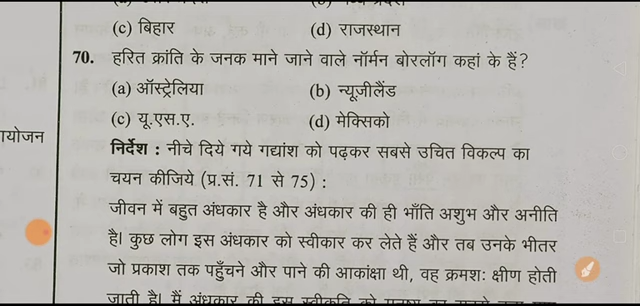 (c) बिहार (d) राजस्थान
70. हरित क्रांति के जनक माने जाने वाले नॉर्मन बोरलॉग कहां के हैं?
(a) ऑस्ट्रेलिया (b) न्यूज़ीलैंड
(c) यू.एस.ए. (d) मेक्सिको
ायोजन
निर्देश : नीचे दिये गये गद्यांश को पढ़कर सबसे उचित विकल्प का
चयन कीजिये (प्र.सं. 71 से 75) :
जीवन में बहुत अंधकार है और अंधकार की ही भाँति अशुभ और अनीति
है। कुछ लोग इस अंधकार को स्वीकार कर लेते हैं और तब उनके भीतर
जो प्रकाश तक पहुँचने और पाने की आकांक्षा थी, वह क्रमशः क्षीण होती
जाती है। मैं अंधकार की इस स्वीकृति को